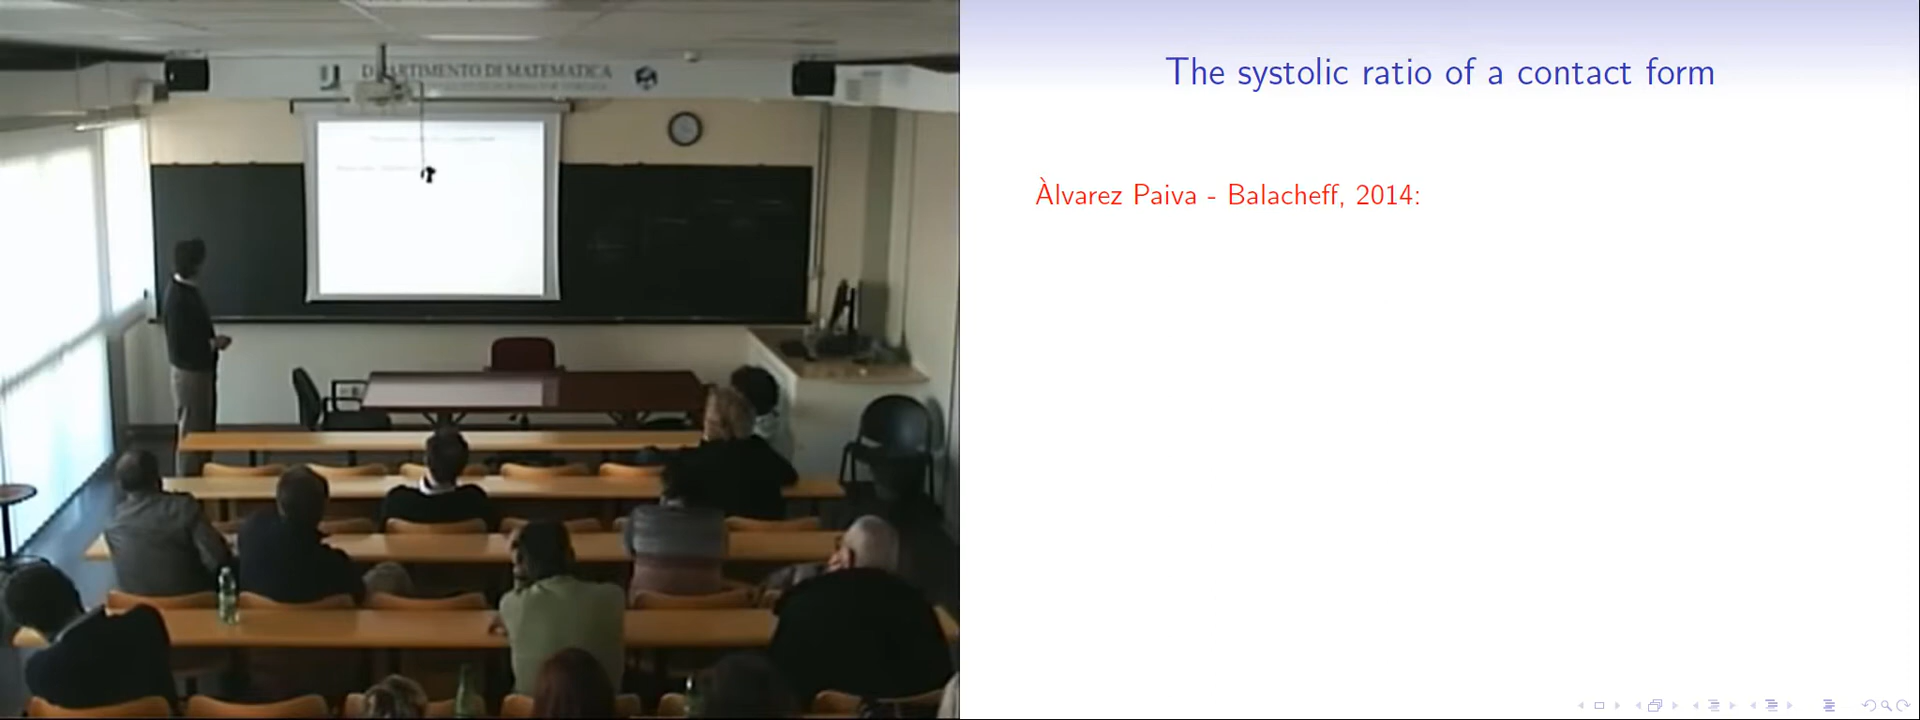 DIPARTIMENTO DI MATEMATICA
The systolic ratio of a contact form
Àlvarez Paiva - Balacheff, 2014: